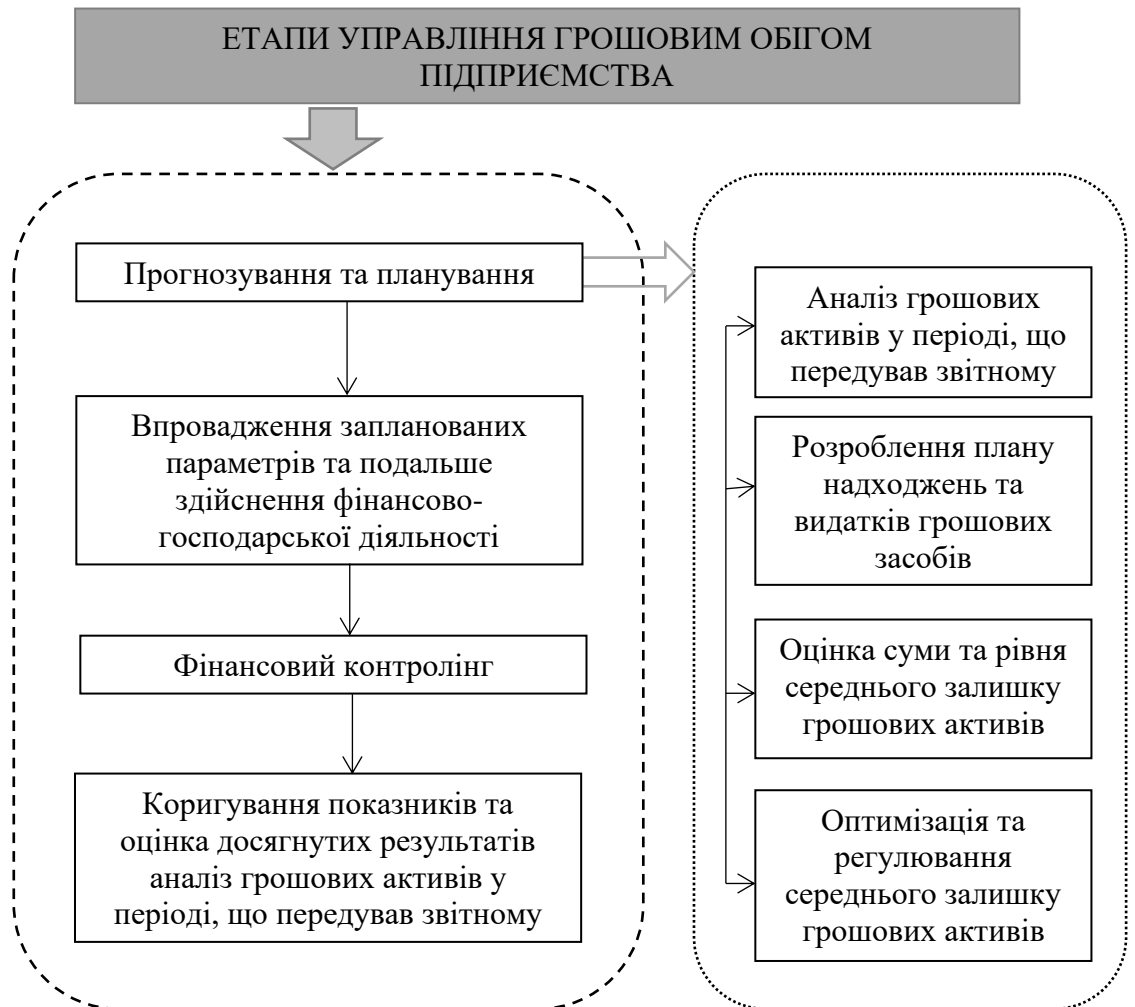 ЕТАПИ УПРАВЛІННЯ ГРОШОВИМ ОБІГОМ
ПІДПРИЄМСТВА
Прогнозування та планування
Впровадження запланованих
параметрів та подальше
здійснення фінансово-
господарської діяльності
Фінансовий контролінг
Коригування показників та
оцінка досягнутих результатів
аналіз грошових активів у
періоді, що передував звітному
Аналіз грошових
активів у періоді, що
передував звітному
Розроблення плану
надходжень та
видатків грошових
засобів
Оцінка суми та рівня
середнього залишку
грошових активів
Оптимізація та
регулювання
середнього залишку
грошових активів